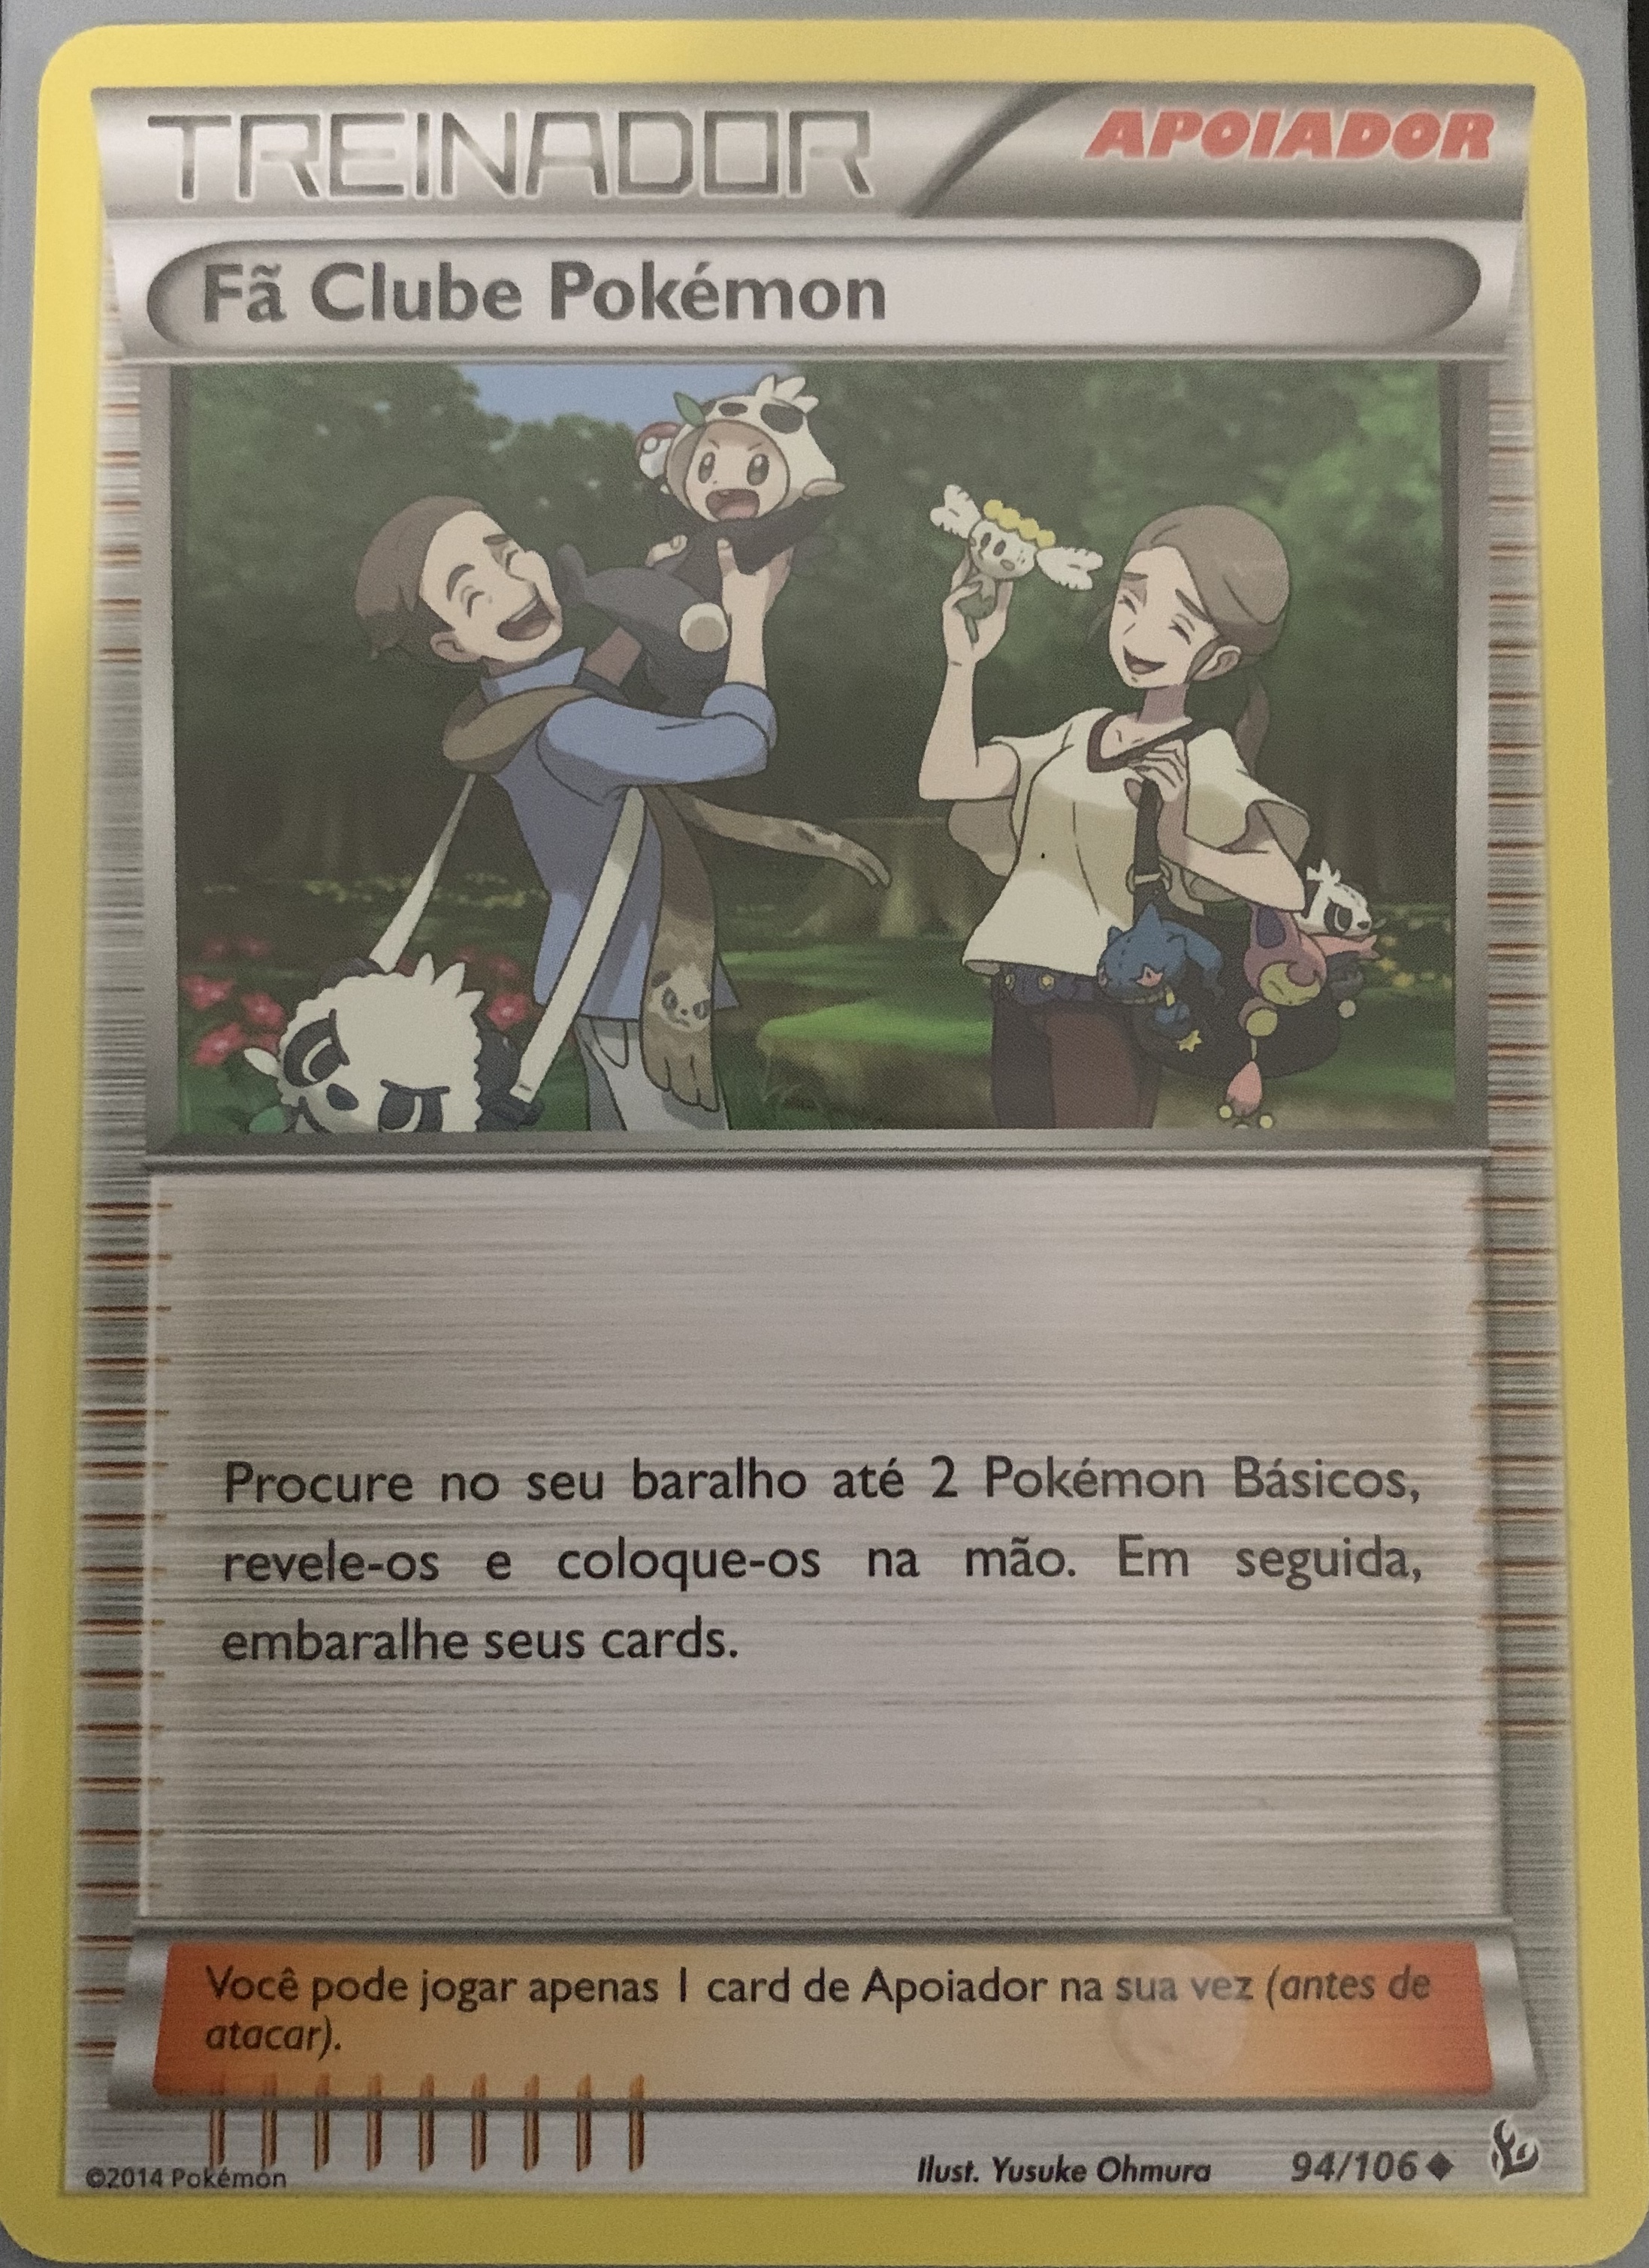 TREINADOR APOIADOR
Fã Clube Pokémon
Procure no seu baralho até 2 Pokémon Básicos,
revele-os e coloque-os na mão. Em seguida,
embaralhe seus cards.
Você pode jogar apenas 1 card de Apoiador na sua vez (antes de
atacar).
©2014 Pokémon Ilust. Yusuke Ohmura 94/106